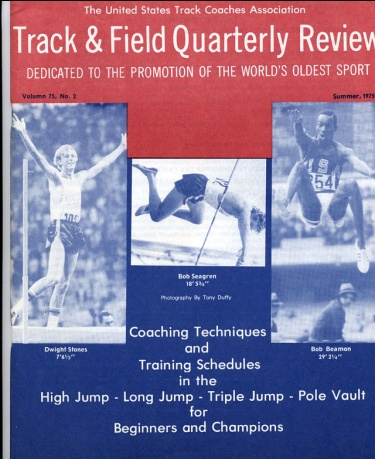 The United States Track Coaches Association
Track & Field Quarterly Review
DEDICATED TO THE PROMOTION OF THE WORLD'S OLDEST SPORT
Volumn 75, No. 2
Summer, 1975
54
Bob Seagren
18' 5¾"
Photography By Tony Duffy
Dwight Stones
7'6½"
Bob Beamon
29' 2½"
Coaching Techniques
and
Training Schedules
in the
High Jump - Long Jump - Triple Jump - Pole Vault
for
Beginners and Champions